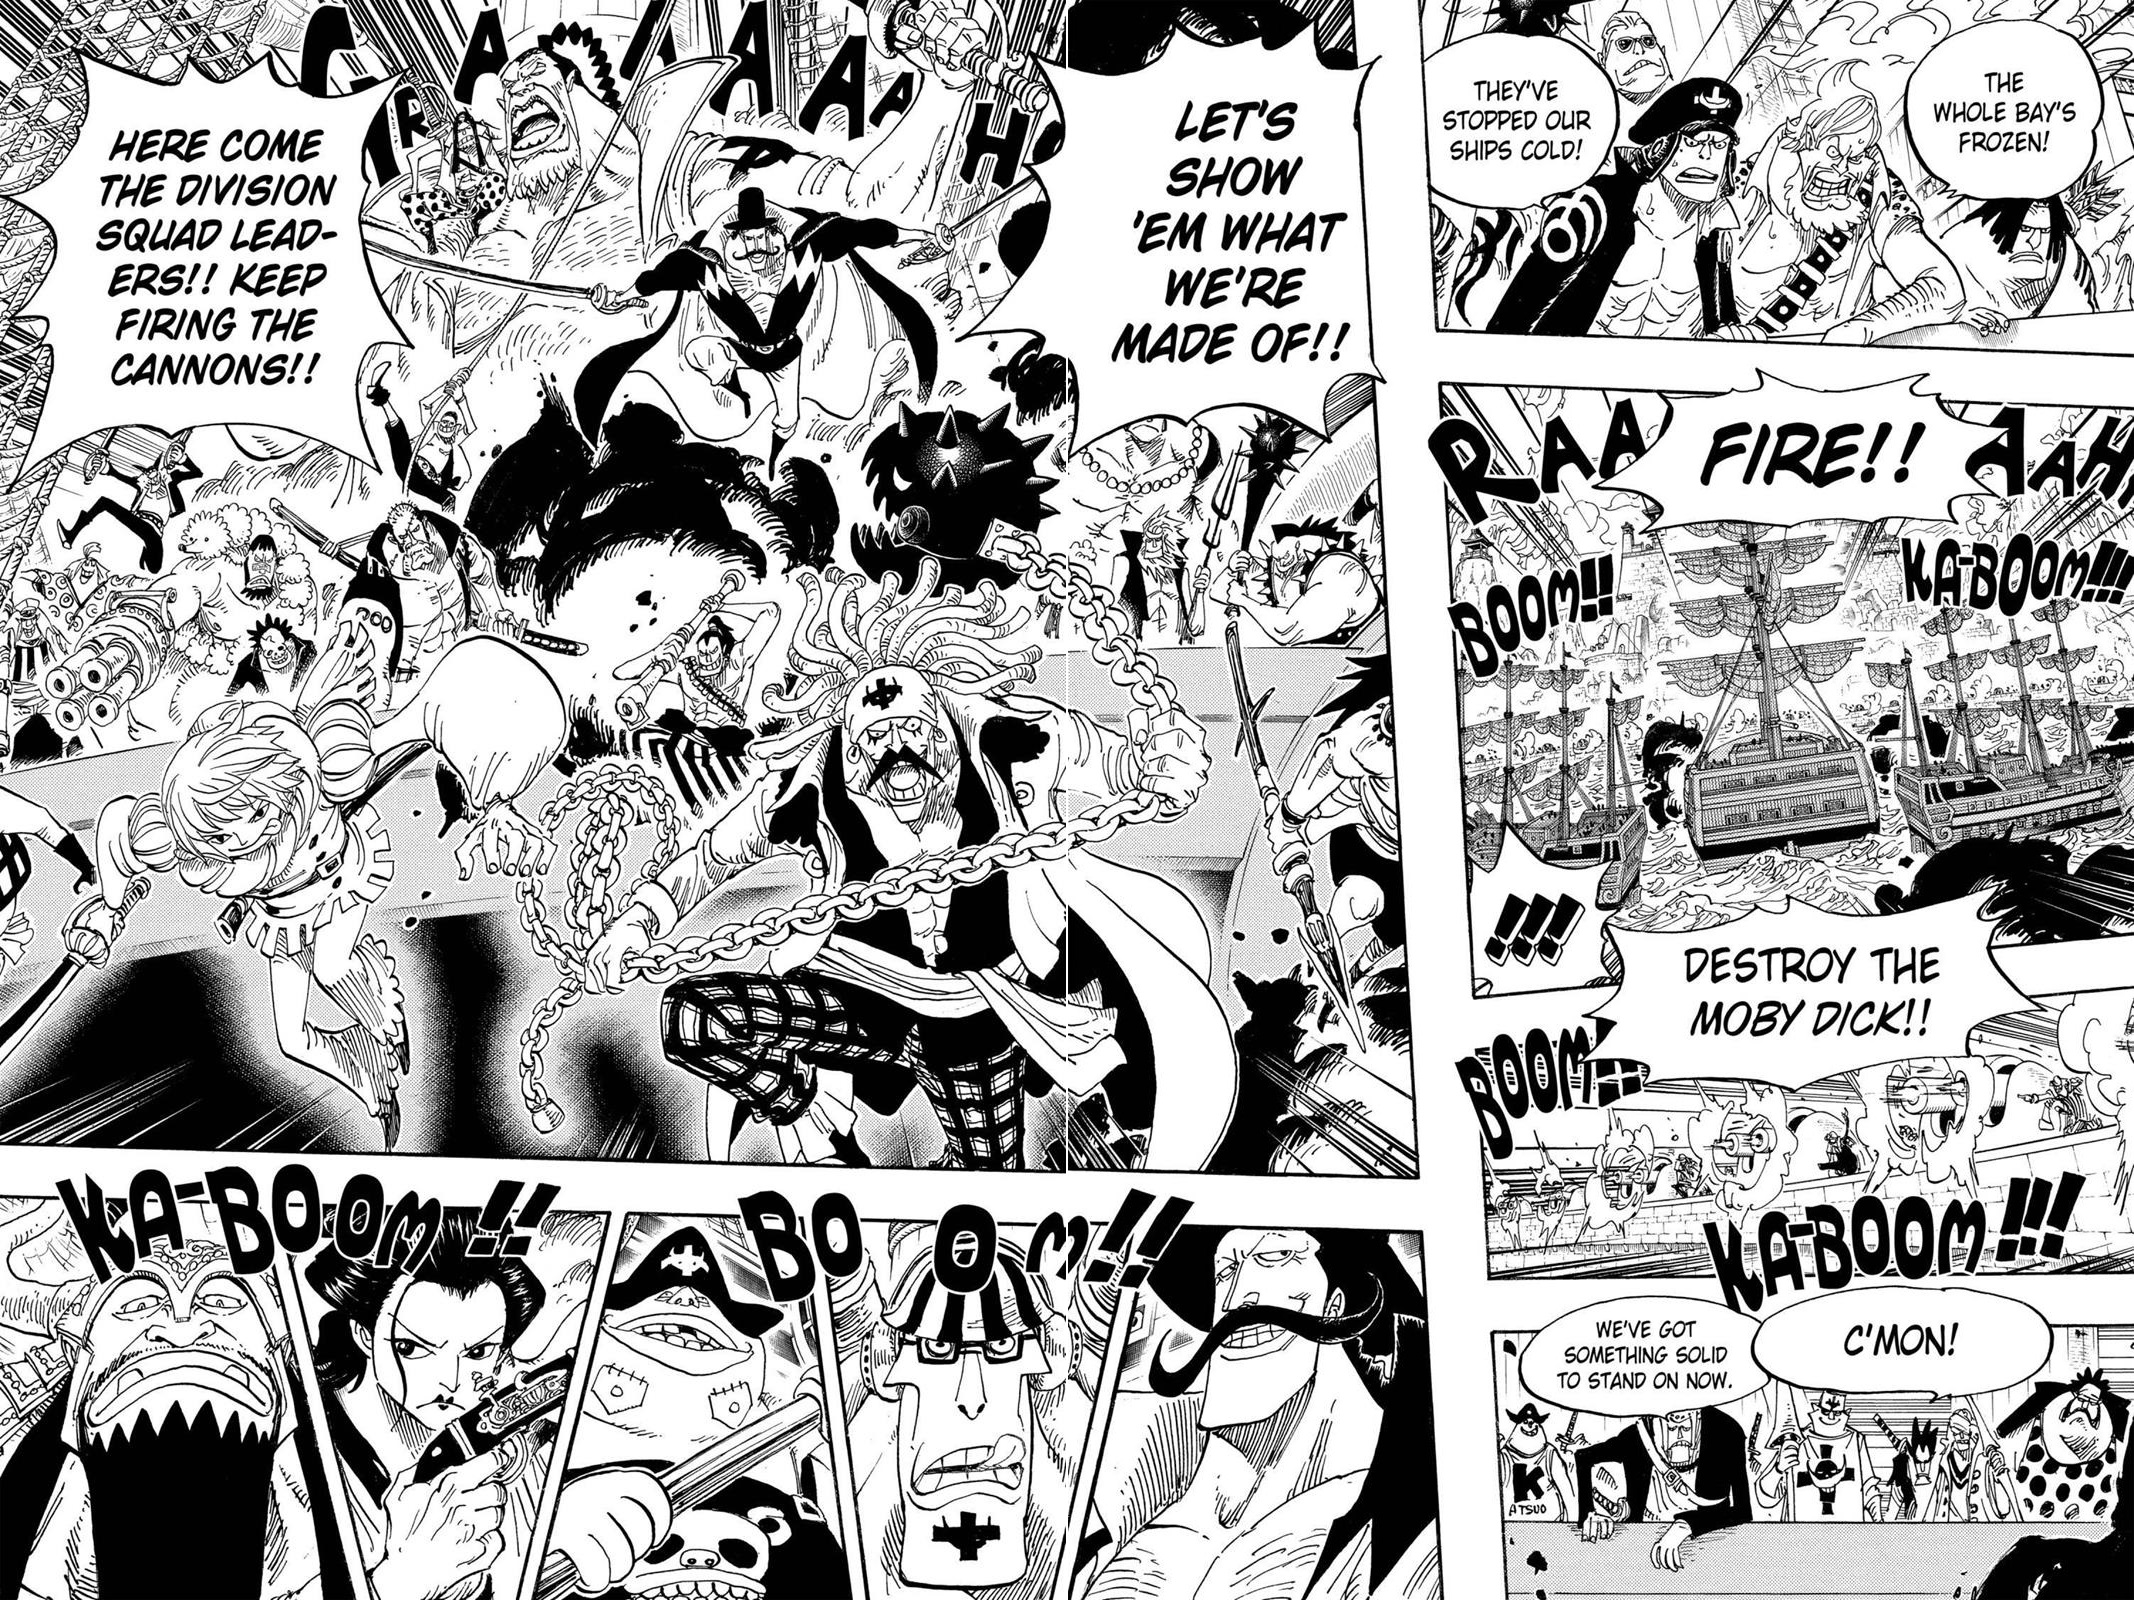 THE
WHOLE BAY'S
FROZEN!
THEY'VE
STOPPED OUR
SHIPS COLD!
FIRE!!
RAA AAH!
BOOM!!
KA-BOOM!!!
!!!
DESTROY THE
MOBY DICK!!
BOOM!!
KA-BOOM!!!
C'MON!
WE'VE GOT
SOMETHING SOLID
TO STAND ON NOW.
K
ATSUO
LET'S
SHOW
'EM WHAT
WE'RE
MADE OF!!
GRAAAAAH
HERE COME
THE DIVISION
SQUAD LEAD-
ERS!! KEEP
FIRING THE
CANNONS!!
BOOM!!
KA-BOOM!!